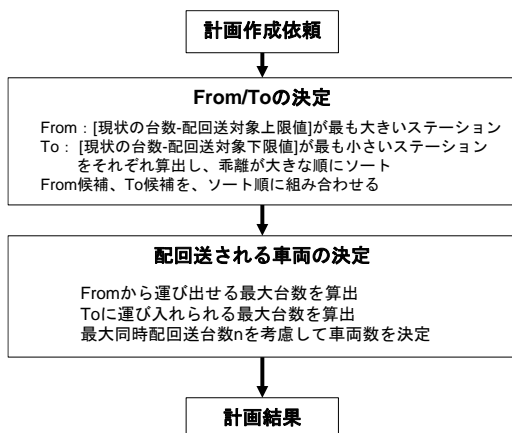 計画作成依頼
From/Toの決定
From：[現状の台数-配回送対象上限値]が最も大きいステーション
To： [現状の台数-配回送対象下限値]が最も小さいステーション
をそれぞれ算出し、乖離が大きな順にソート
From候補、To候補を、ソート順に組み合わせる
配回送される車両の決定
Fromから運び出せる最大台数を算出
Toに運び入れられる最大台数を算出
最大同時配回送台数nを考慮して車両数を決定
計画結果